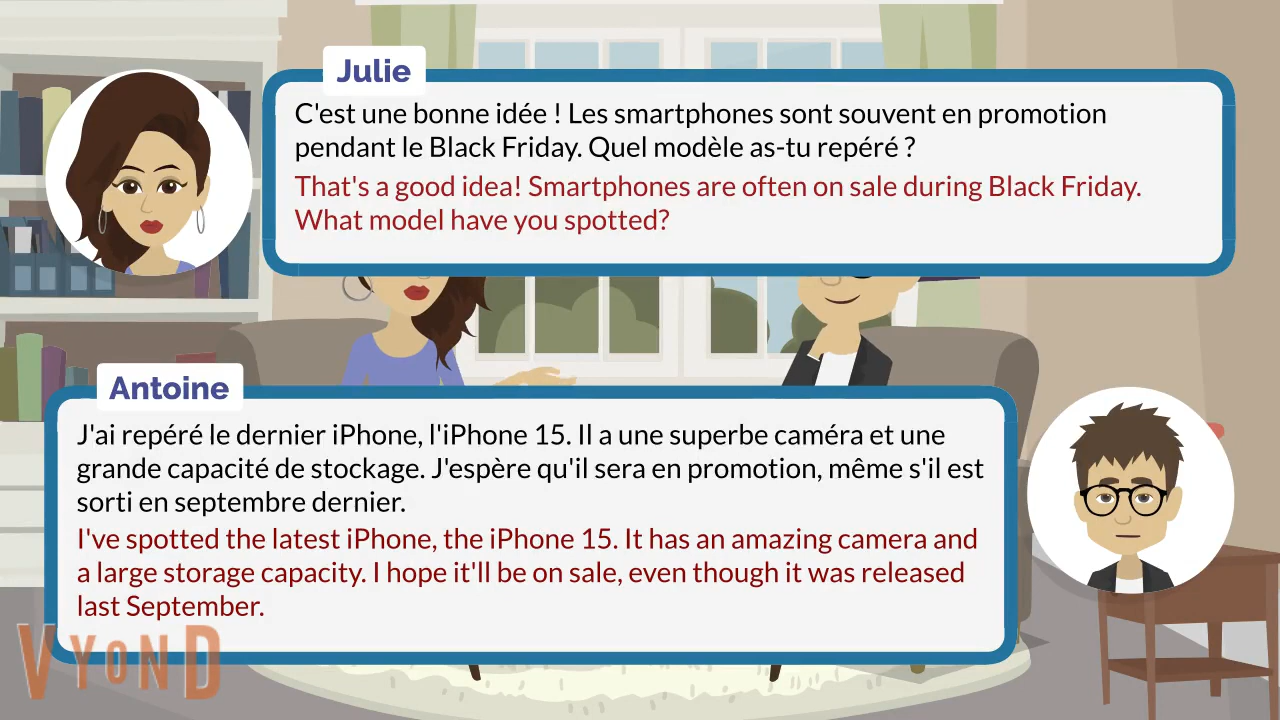 Julie
C'est une bonne idée ! Les smartphones sont souvent en promotion
pendant le Black Friday. Quel modèle as-tu repéré ?
That's a good idea! Smartphones are often on sale during Black Friday.
What model have you spotted?
Antoine
J'ai repéré le dernier iPhone, l'iPhone 15. Il a une superbe caméra et une
grande capacité de stockage. J'espère qu'il sera en promotion, même s'il est
sorti en septembre dernier.
I've spotted the latest iPhone, the iPhone 15. It has an amazing camera and
a large storage capacity. I hope it'll be on sale, even though it was released
last September.
VYOND